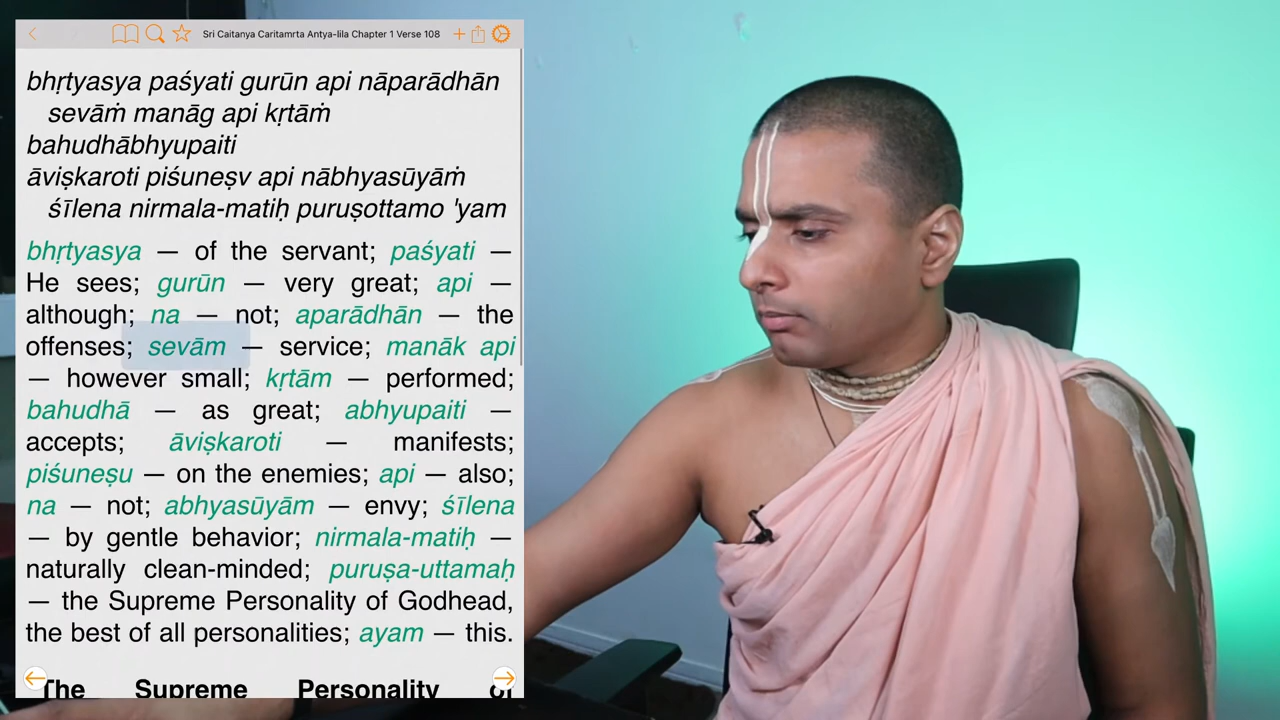 Sri Caitanya Caritamrta Antya-lila Chapter 1 Verse 108
bhṛtyasya paśyati gurūn api nāparādhān
sevāṁ manāg api kṛtāṁ
bahudhābhyupaiti
āviṣkaroti piśuneṣv api nābhyasūyāṁ
śīlena nirmala-matiḥ puruṣottamo 'yam
bhṛtyasya — of the servant; paśyati —
He sees; gurūn — very great; api —
although; na — not; aparādhān — the
offenses; sevām — service; manāk api
— however small; kṛtām — performed;
bahudhā — as great; abhyupaiti —
accepts; āviṣkaroti — manifests;
piśuneṣu — on the enemies; api — also;
na — not; abhyasūyām — envy; śīlena
— by gentle behavior; nirmala-matiḥ —
naturally clean-minded; puruṣa-uttamaḥ
— the Supreme Personality of Godhead,
the best of all personalities; ayam — this.
The Supreme Personality of